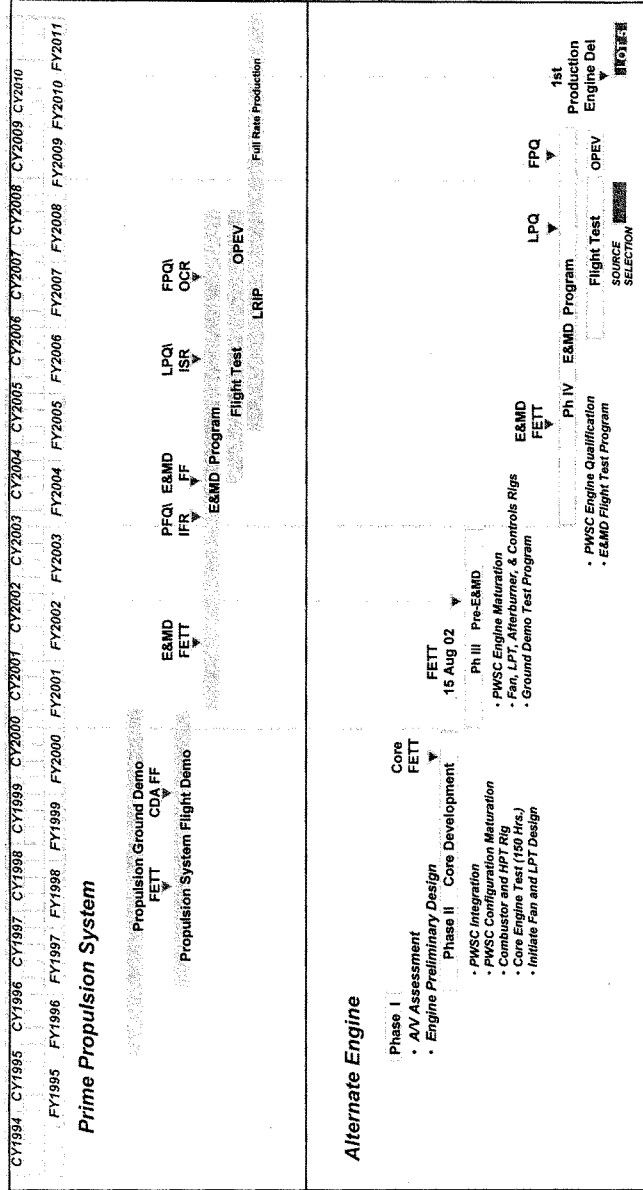 CY1994 CY1995 CY1996 CY1997 CY1998 CY1999 CY2000 CY2001 CY2002 CY2003 CY2004 CY2005 CY2006 CY2007 CY2008 CY2009 CY2010
FY1995 FY1996 FY1997 FY1998 FY1999 FY2000 FY2001 FY2002 FY2003 FY2004 FY2005 FY2006 FY2007 FY2008 FY2009 FY2010 FY2011
Prime Propulsion System
Propulsion Ground Demo
FETT CDA FF
Propulsion System Flight Demo
E&MD
FETT
PFQ\
IFR
E&MD
FF
LPQ\
ISR
FPQ\
OCR
E&MD Program
Flight Test OPEV
LRIP
Full Rate Production
Alternate Engine
Phase I
• A/V Assessment
• Engine Preliminary Design
Core
FETT
Phase II Core Development
• PWSC Integration
• PWSC Configuration Maturation
• Combustor and HPT Rig
• Core Engine Test (150 Hrs.)
• Initiate Fan and LPT Design
FETT
15 Aug 02
Ph III Pre-E&MD
• PWSC Engine Maturation
• Fan, LPT, Afterburner, & Controls Rigs
• Ground Demo Test Program
E&MD
FETT
LPQ
FPQ
Ph IV E&MD Program
1st
Production
Engine Del
• PWSC Engine Qualification
• E&MD Flight Test Program
Flight Test OPEV
SOURCE
SELECTION